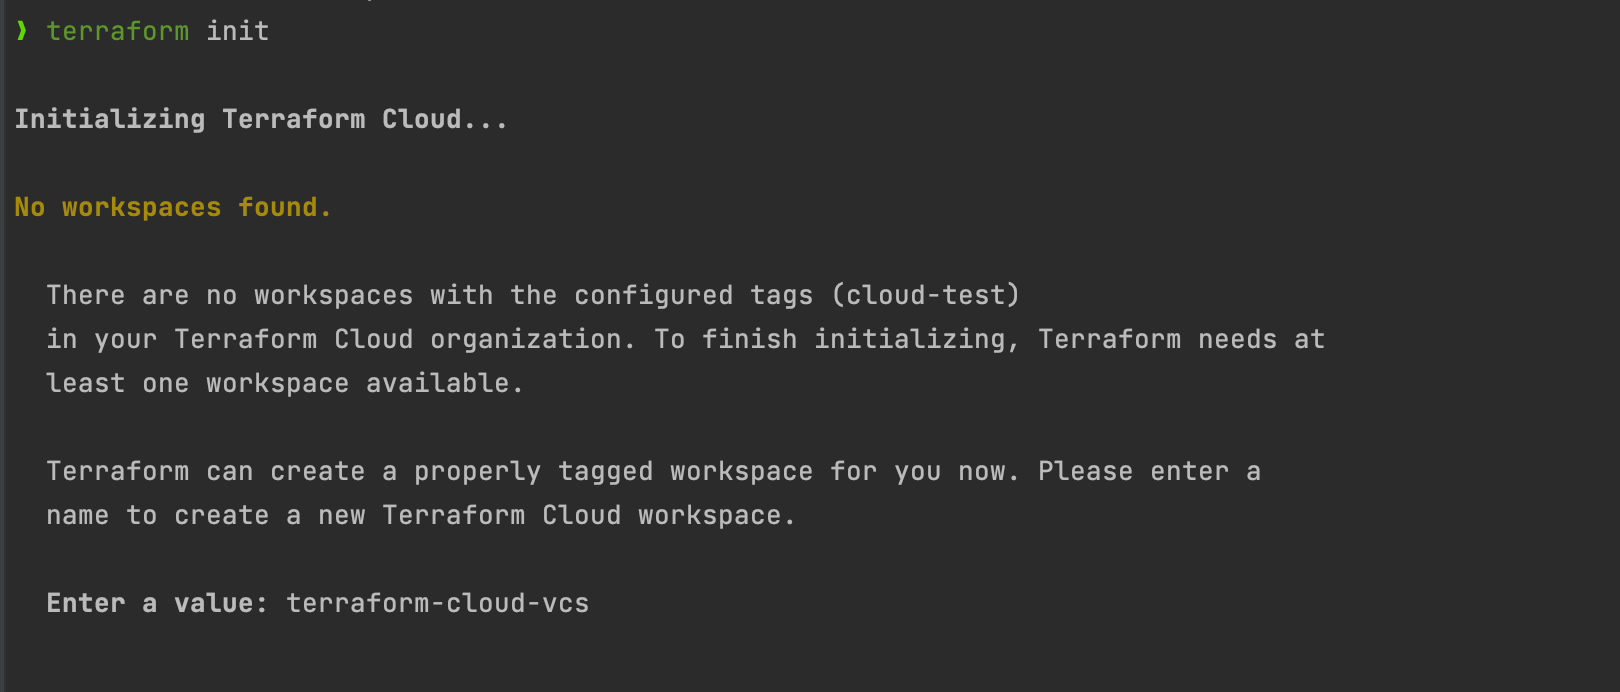 ❯ terraform init
Initializing Terraform Cloud...
No workspaces found.
There are no workspaces with the configured tags (cloud-test)
in your Terraform Cloud organization. To finish initializing, Terraform needs at
least one workspace available.
Terraform can create a properly tagged workspace for you now. Please enter a
name to create a new Terraform Cloud workspace.
Enter a value: terraform-cloud-vcs